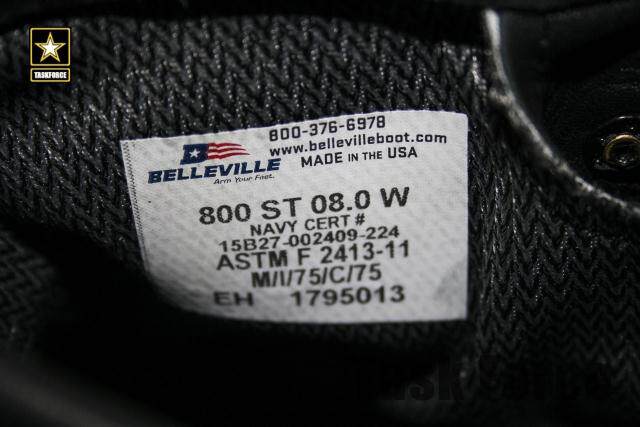 TASKFORCE
800-376-6978
www.bellevilleboot.com
MADE IN THE USA
BELLEVILLE
Arm Your Feet.
800 ST 08.0 W
NAVY CERT #
15B27-002409-224
ASTM F 2413-11
M/I/75/C/75
EH 1795013